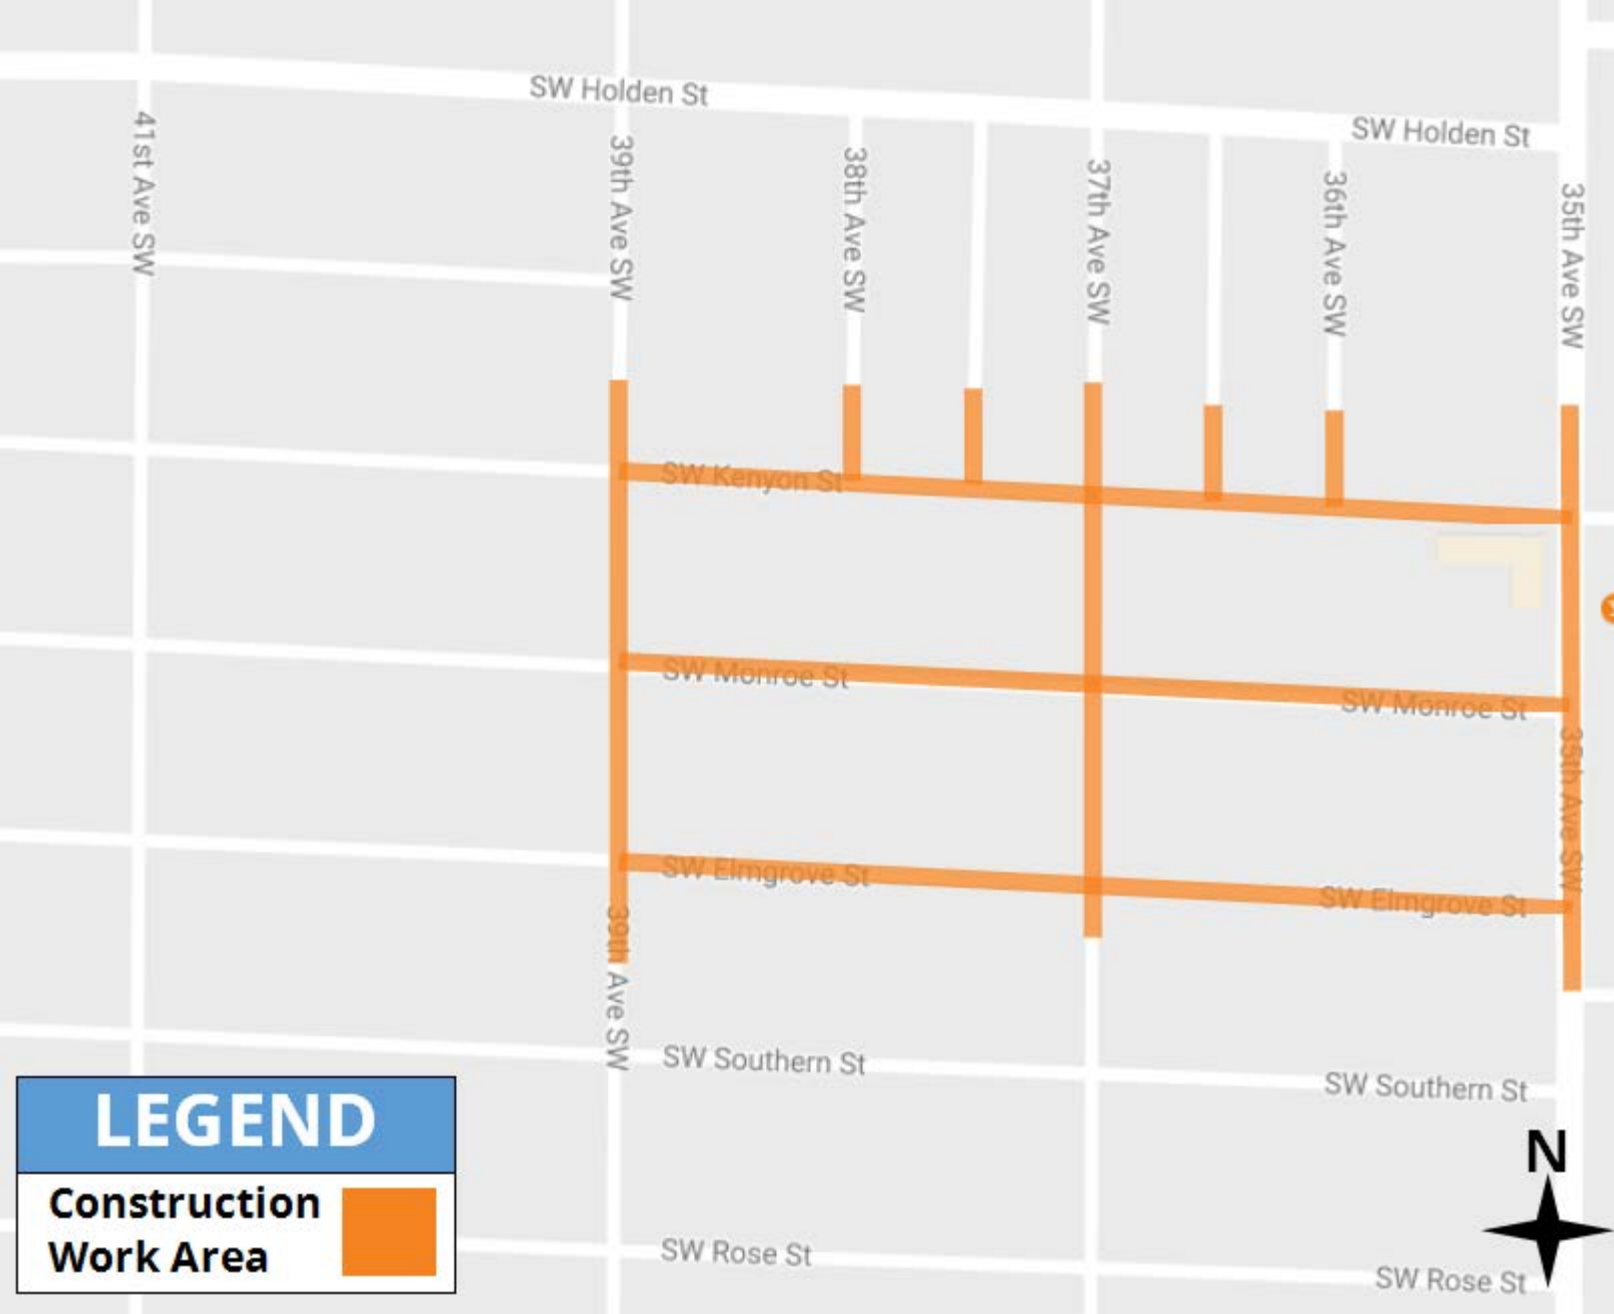 SW Holden St
SW Holden St
41st Ave SW
39th Ave SW
38th Ave SW
37th Ave SW
36th Ave SW
35th Ave SW
SW Kenyon St
SW Monroe St
SW Monroe St
35th Ave SW
SW Elmgrove St
SW Elmgrove St
39th Ave SW
SW Southern St
SW Southern St
LEGEND
Construction
Work Area
N
SW Rose St
SW Rose St